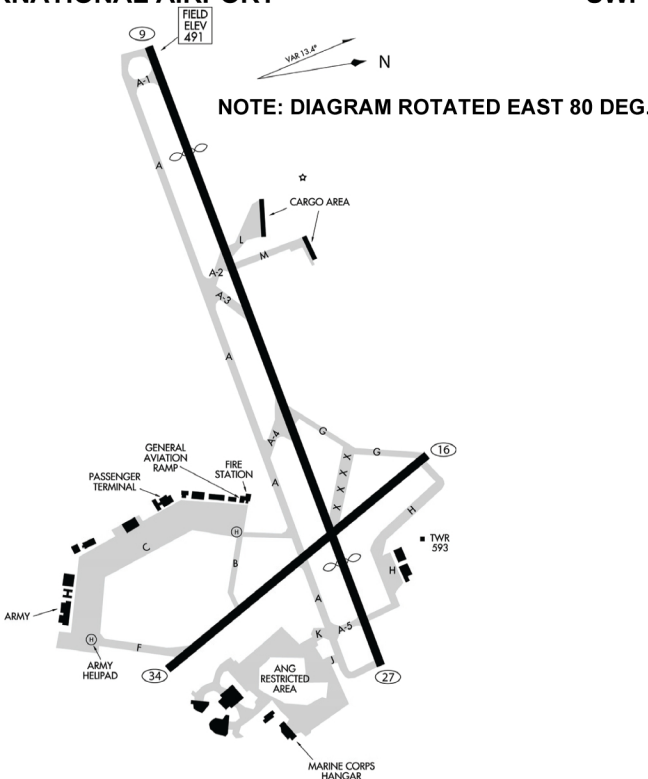 RNATIONAL AIRPORT
SWF
9
FIELD
ELEV
491
VAR 13.4°
N
NOTE: DIAGRAM ROTATED EAST 80 DEG.
A-1
A
CARGO AREA
L
M
A-2
A-3
A
A-4
G
G
16
GENERAL
AVIATION
RAMP
FIRE
STATION
PASSENGER
TERMINAL
A
X
X
X
X
H
H
TWR
593
C
B
H
H
A
ARMY
K
A-5
H
F
J
ARMY
HELIPAD
34
ANG
RESTRICTED
AREA
27
MARINE CORPS
HANGAR